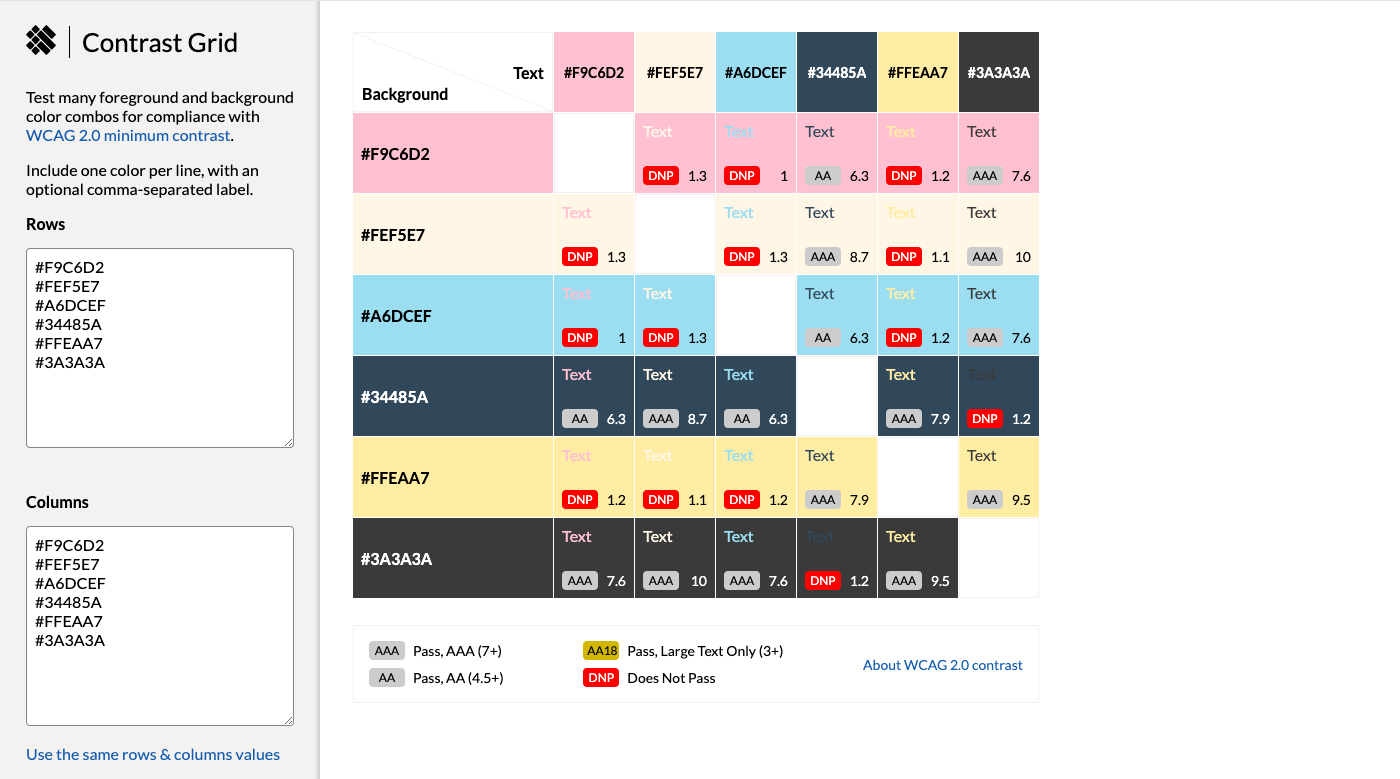 Contrast Grid
Test many foreground and background
color combos for compliance with
WCAG 2.0 minimum contrast.
Include one color per line, with an
optional comma-separated label.
Rows
#F9C6D2
#FEF5E7
#A6DCEF
#34485A
#FFEAA7
#3A3A3A
Columns
#F9C6D2
#FEF5E7
#A6DCEF
#34485A
#FFEAA7
#3A3A3A
Use the same rows & columns values
Text
Background
#F9C6D2 #FEF5E7 #A6DCEF #34485A #FFEAA7 #3A3A3A
#F9C6D2
Text Text Text Text Text
DNP 1.3 DNP 1 AA 6.3 DNP 1.2 AAA 7.6
#FEF5E7
Text Text Text Text Text
DNP 1.3 DNP 1.3 AAA 8.7 DNP 1.1 AAA 10
#A6DCEF
Text Text Text Text Text
DNP 1 DNP 1.3 AA 6.3 DNP 1.2 AAA 7.6
#34485A
Text Text Text Text Text
AA 6.3 AAA 8.7 AA 6.3 AAA 7.9 DNP 1.2
#FFEAA7
Text Text Text Text Text
DNP 1.2 DNP 1.1 DNP 1.2 AAA 7.9 AAA 9.5
#3A3A3A
Text Text Text Text Text
AAA 7.6 AAA 10 AAA 7.6 DNP 1.2 AAA 9.5
AAA Pass, AAA (7+) AA18 Pass, Large Text Only (3+)
About WCAG 2.0 contrast
AA Pass, AA (4.5+) DNP Does Not Pass